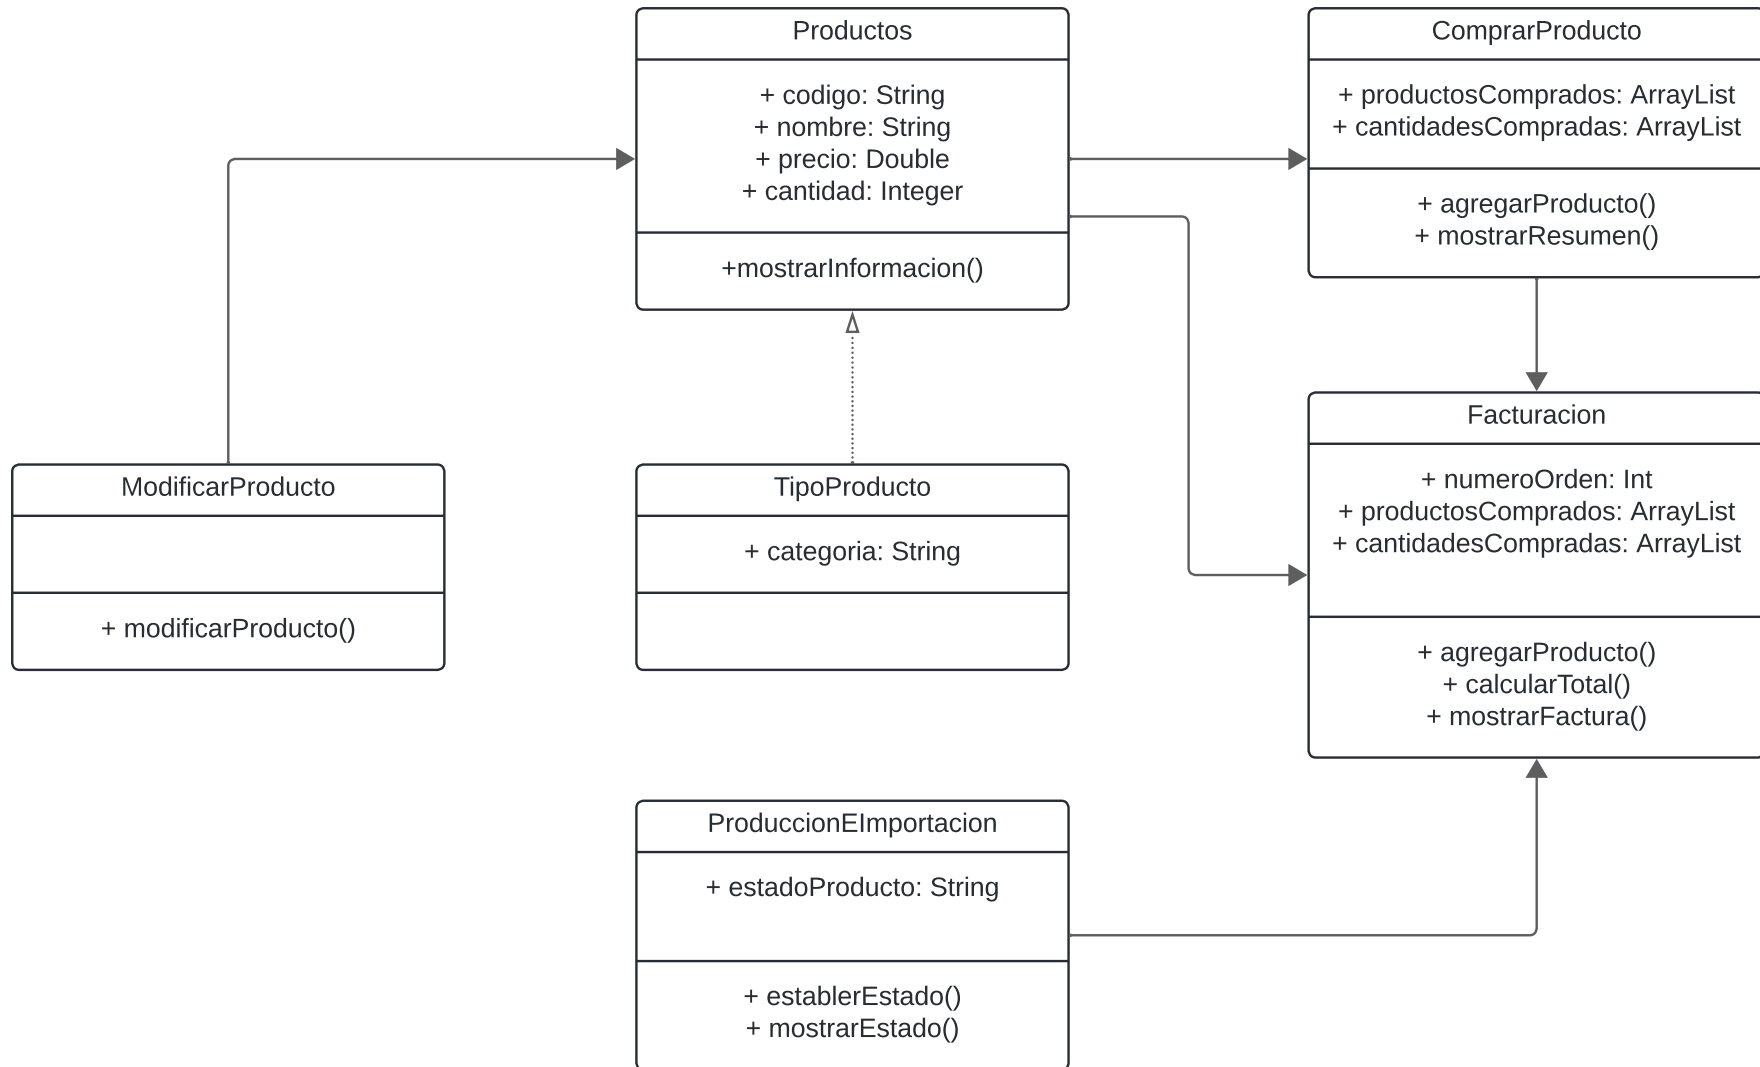 Productos
+ codigo: String
+ nombre: String
+ precio: Double
+ cantidad: Integer
+mostrarInformacion()
ComprarProducto
+ productosComprados: ArrayList
+ cantidadesCompradas: ArrayList
+ agregarProducto()
+ mostrarResumen()
ModificarProducto
+ modificarProducto()
TipoProducto
+ categoria: String
Facturacion
+ numeroOrden: Int
+ productosComprados: ArrayList
+ cantidadesCompradas: ArrayList
+ agregarProducto()
+ calcularTotal()
+ mostrarFactura()
ProduccionEImportacion
+ estadoProducto: String
+ establerEstado()
+ mostrarEstado()